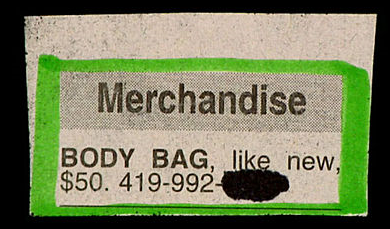 Merchandise
BODY BAG, like new,
$50. 419-992-